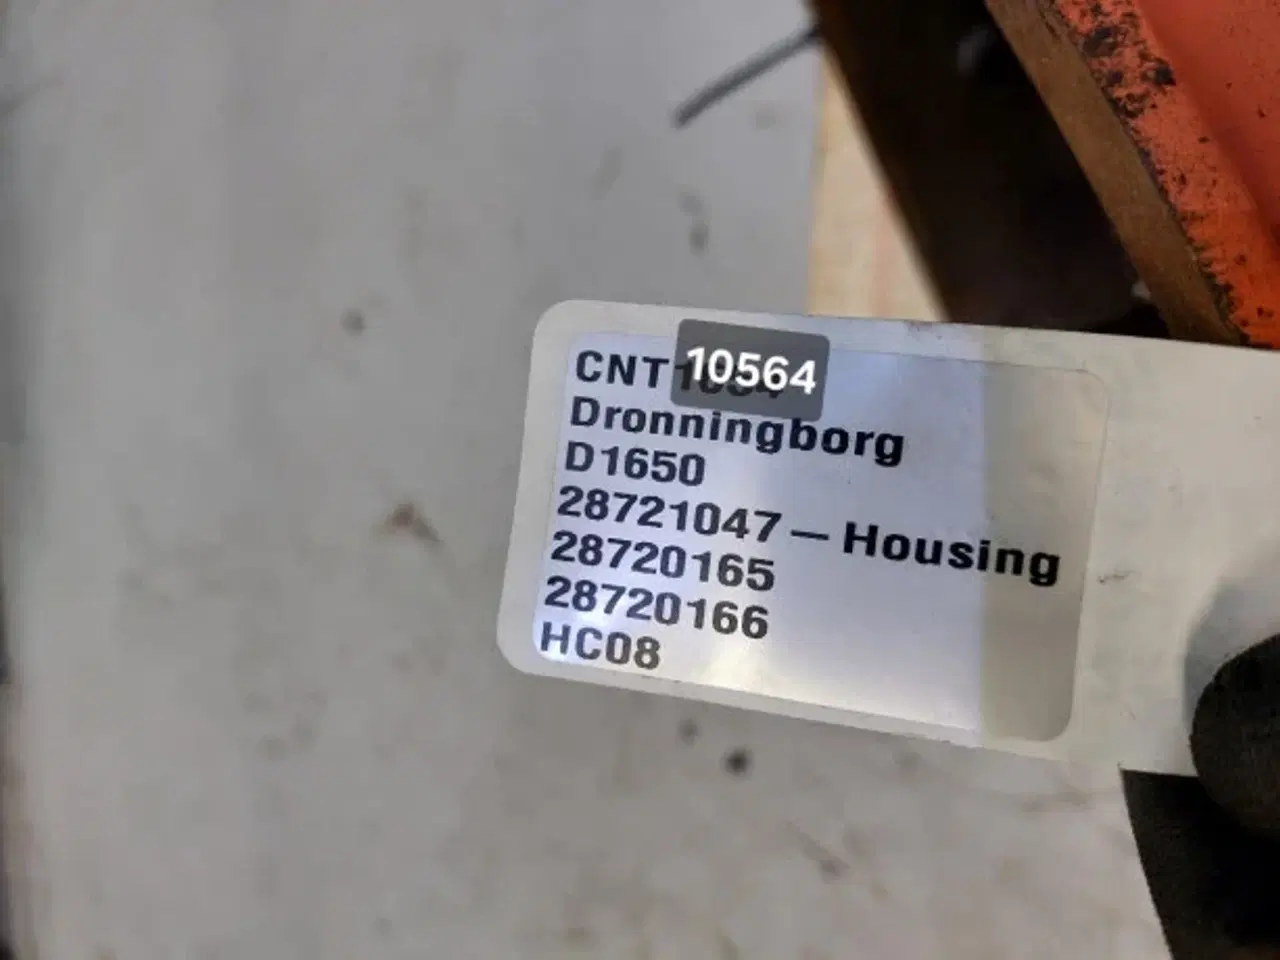 CNT 10564
Dronningborg
D1650
28721047 – Housing
28720165
28720166
HC08